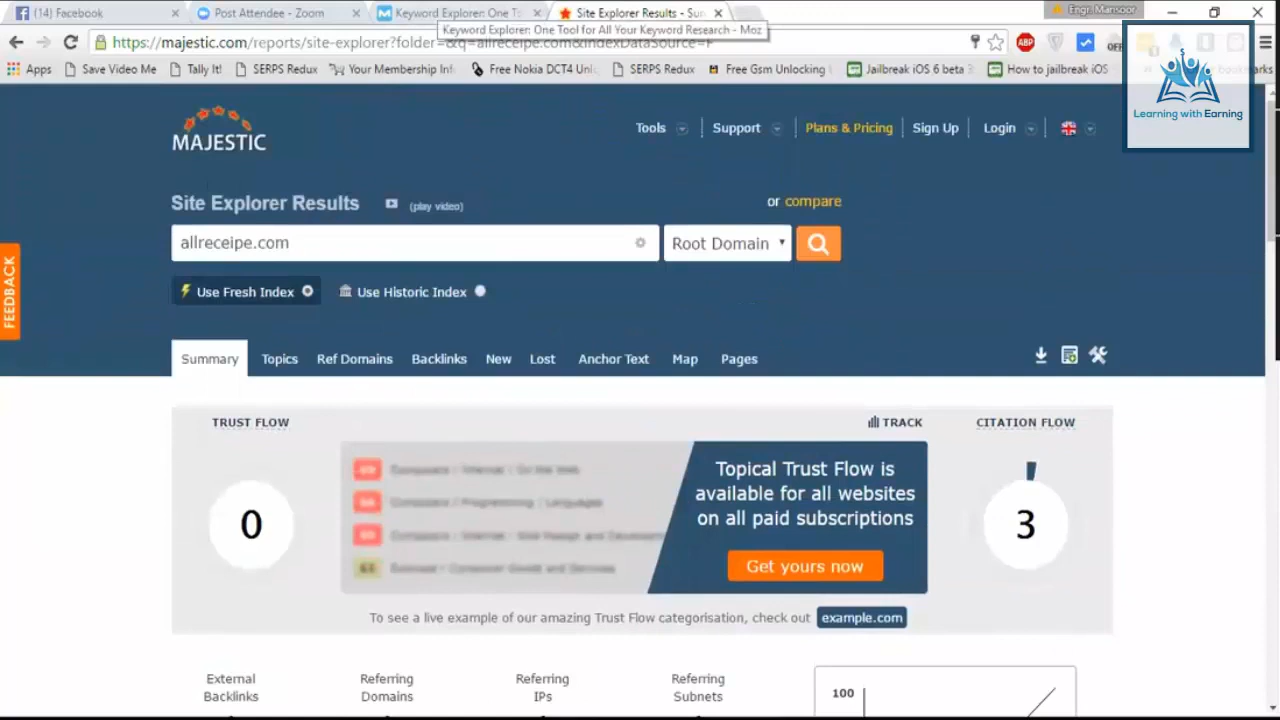 (14) Facebook
Post Attendee - Zoom
Keyword Explorer: One T
Site Explorer Results - Sum
Engr. Mansoor
Keyword Explorer: One Tool for All Your Keyword Research - Moz
https://majestic.com/reports/site-explorer?folder=&q=allreceipe.com&IndexDataSource=F
Apps
Save Video Me
Tally It!
SERPS Redux
Your Membership Inf
Free Nokia DCT4 Unl
SERPS Redux
Free Gsm Unlocking
Jailbreak iOS 6 beta 3
How to jailbreak iOS
ABP
OFF
Learning with Earning
MAJESTIC
Tools
Support
Plans & Pricing
Sign Up
Login
Site Explorer Results
(play video)
or compare
allreceipe.com
Root Domain
Use Fresh Index
Use Historic Index
FEEDBACK
Summary
Topics
Ref Domains
Backlinks
New
Lost
Anchor Text
Map
Pages
TRUST FLOW
TRACK
CITATION FLOW
0
Topical Trust Flow is
available for all websites
on all paid subscriptions
Get yours now
3
To see a live example of our amazing Trust Flow categorisation, check out example.com
External
Backlinks
Referring
Domains
Referring
IPs
Referring
Subnets
100